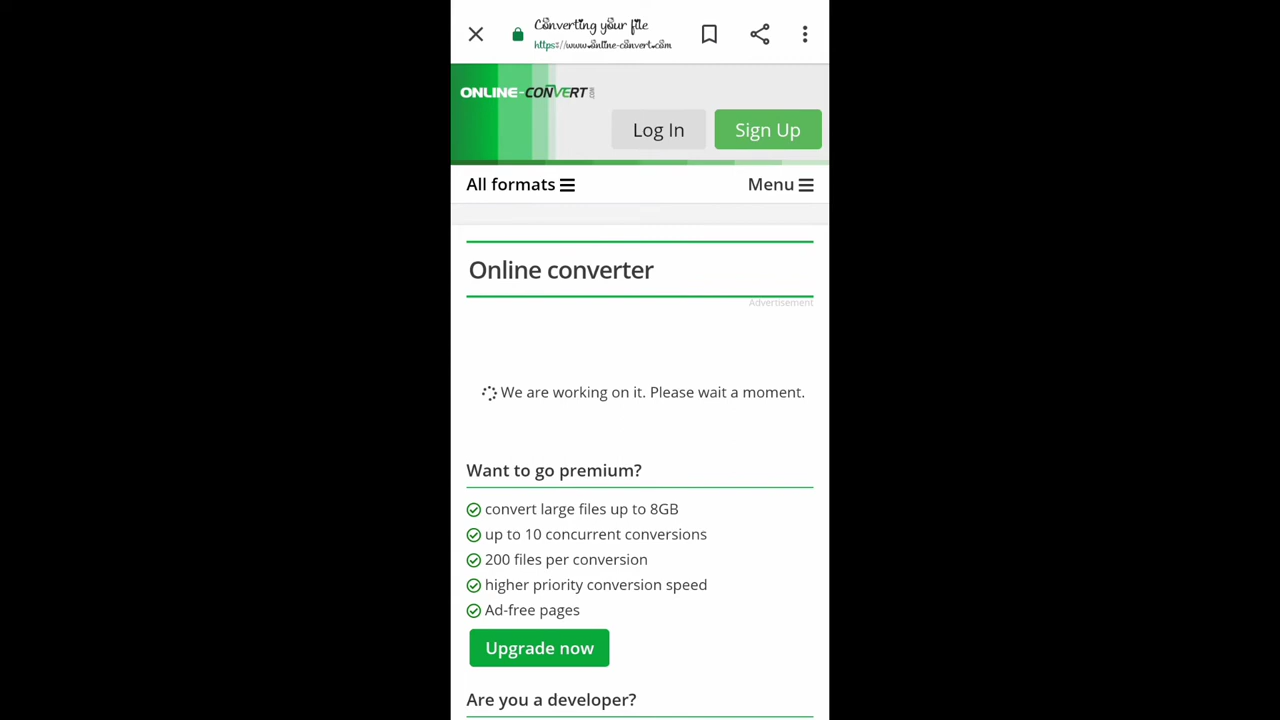 Converting your file
https://www.online-convert.com
ONLINE-CONVERT
Log In
Sign Up
All formats
Menu
Online converter
Advertisement
We are working on it. Please wait a moment.
Want to go premium?
convert large files up to 8GB
up to 10 concurrent conversions
200 files per conversion
higher priority conversion speed
Ad-free pages
Upgrade now
Are you a developer?